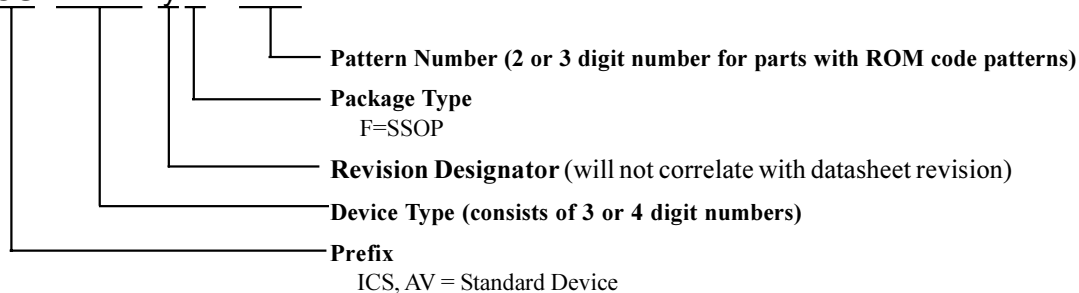 Pattern Number (2 or 3 digit number for parts with ROM code patterns)
Package Type
F=SSOP
Revision Designator (will not correlate with datasheet revision)
Device Type (consists of 3 or 4 digit numbers)
Prefix
ICS, AV = Standard Device